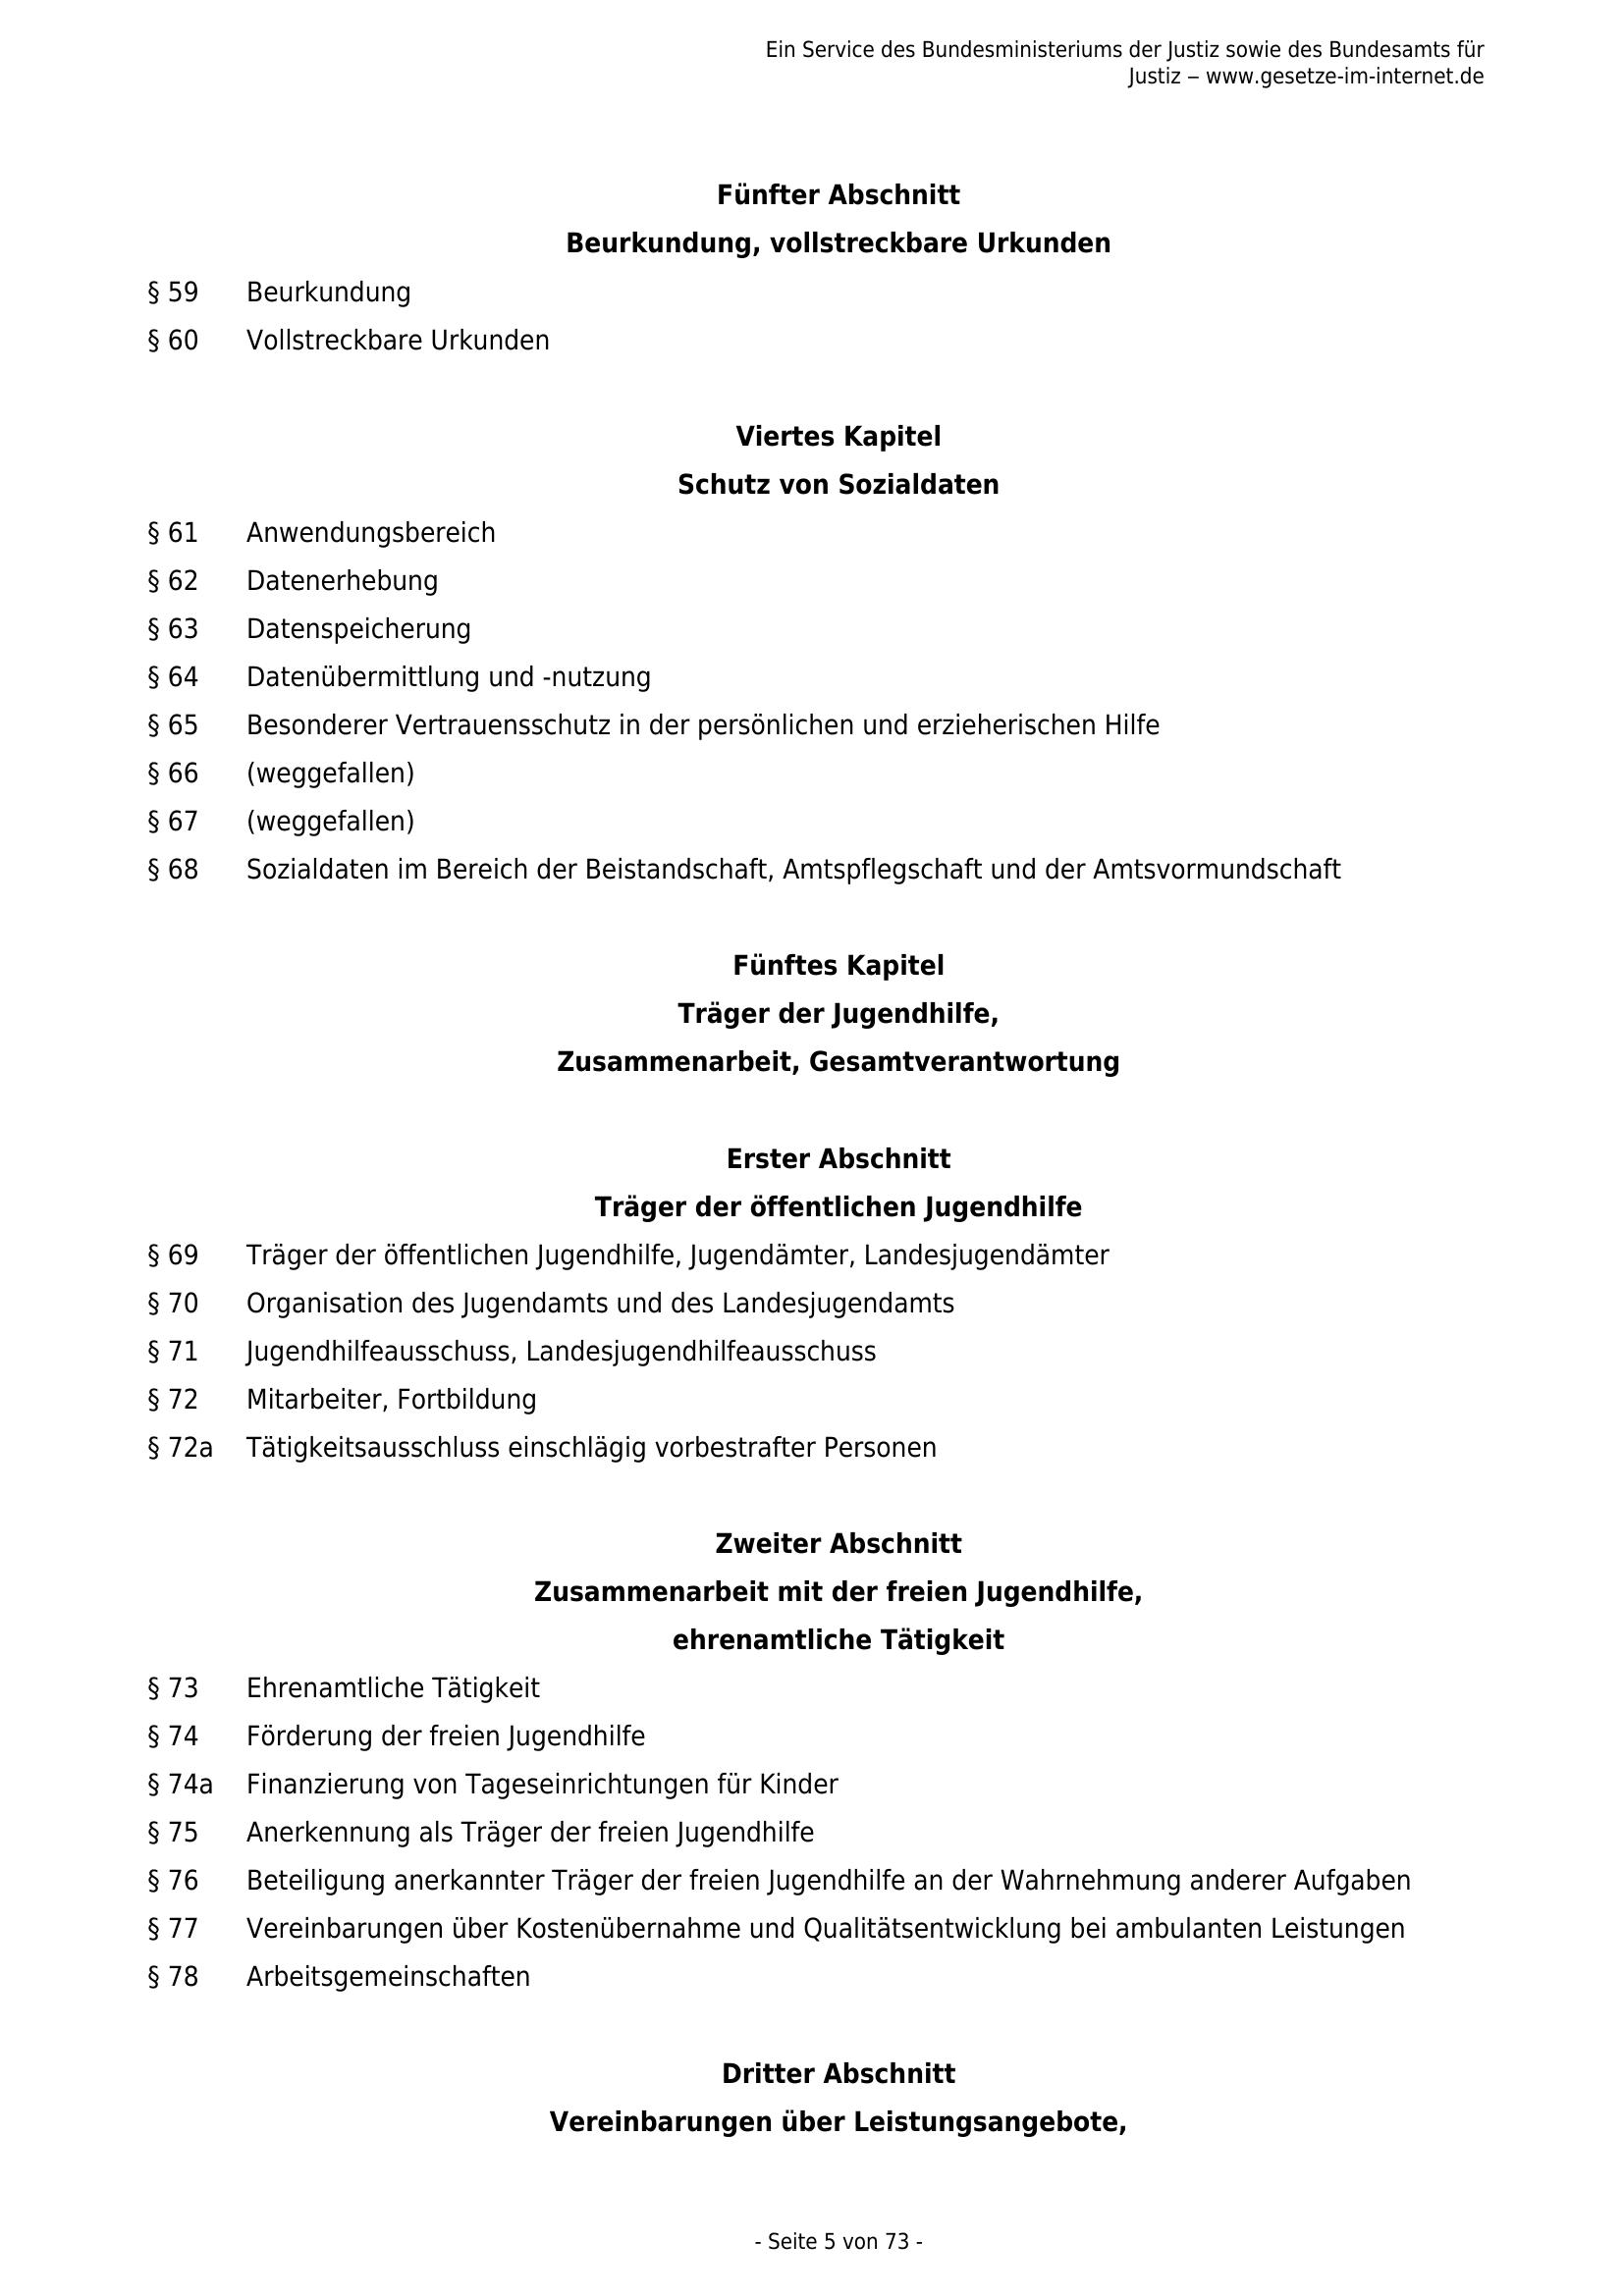 Ein Service des Bundesministeriums der Justiz sowie des Bundesamts für
Justiz – www.gesetze-im-internet.de
Fünfter Abschnitt
Beurkundung, vollstreckbare Urkunden
§ 59 Beurkundung
§ 60 Vollstreckbare Urkunden
Viertes Kapitel
Schutz von Sozialdaten
§ 61 Anwendungsbereich
§ 62 Datenerhebung
§ 63 Datenspeicherung
§ 64 Datenübermittlung und -nutzung
§ 65 Besonderer Vertrauensschutz in der persönlichen und erzieherischen Hilfe
§ 66 (weggefallen)
§ 67 (weggefallen)
§ 68 Sozialdaten im Bereich der Beistandschaft, Amtspflegschaft und der Amtsvormundschaft
Fünftes Kapitel
Träger der Jugendhilfe,
Zusammenarbeit, Gesamtverantwortung
Erster Abschnitt
Träger der öffentlichen Jugendhilfe
§ 69 Träger der öffentlichen Jugendhilfe, Jugendämter, Landesjugendämter
§ 70 Organisation des Jugendamts und des Landesjugendamts
§ 71 Jugendhilfeausschuss, Landesjugendhilfeausschuss
§ 72 Mitarbeiter, Fortbildung
§ 72a Tätigkeitsausschluss einschlägig vorbestrafter Personen
Zweiter Abschnitt
Zusammenarbeit mit der freien Jugendhilfe,
ehrenamtliche Tätigkeit
§ 73 Ehrenamtliche Tätigkeit
§ 74 Förderung der freien Jugendhilfe
§ 74a Finanzierung von Tageseinrichtungen für Kinder
§ 75 Anerkennung als Träger der freien Jugendhilfe
§ 76 Beteiligung anerkannter Träger der freien Jugendhilfe an der Wahrnehmung anderer Aufgaben
§ 77 Vereinbarungen über Kostenübernahme und Qualitätsentwicklung bei ambulanten Leistungen
§ 78 Arbeitsgemeinschaften
Dritter Abschnitt
Vereinbarungen über Leistungsangebote,
- Seite 5 von 73 -